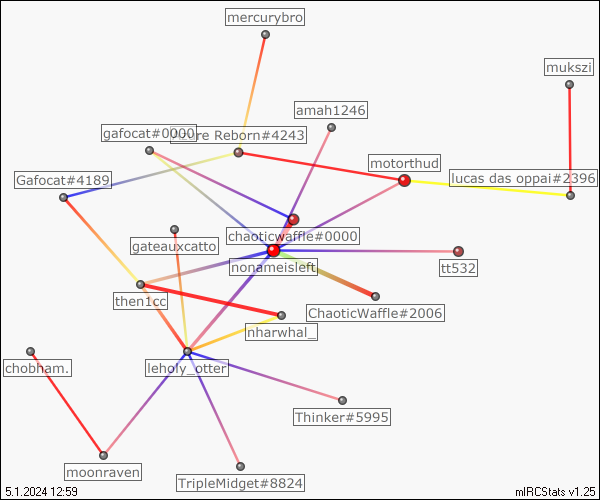 mercurybro
mukszi
amah1246
gafocat#0000
ure Reborn#4243
motorthud
Gafocat#4189
lucas das oppai#2396
chaoticwaffle#0000
gateauxcatto
nonameisleft
tt532
then1cc
ChaoticWaffle#2006
nharwhal_
chobham.
leholy_otter
Thinker#5995
moonraven
TripleMidget#8824
5.1.2024 12:59
mIRCStats v1.25